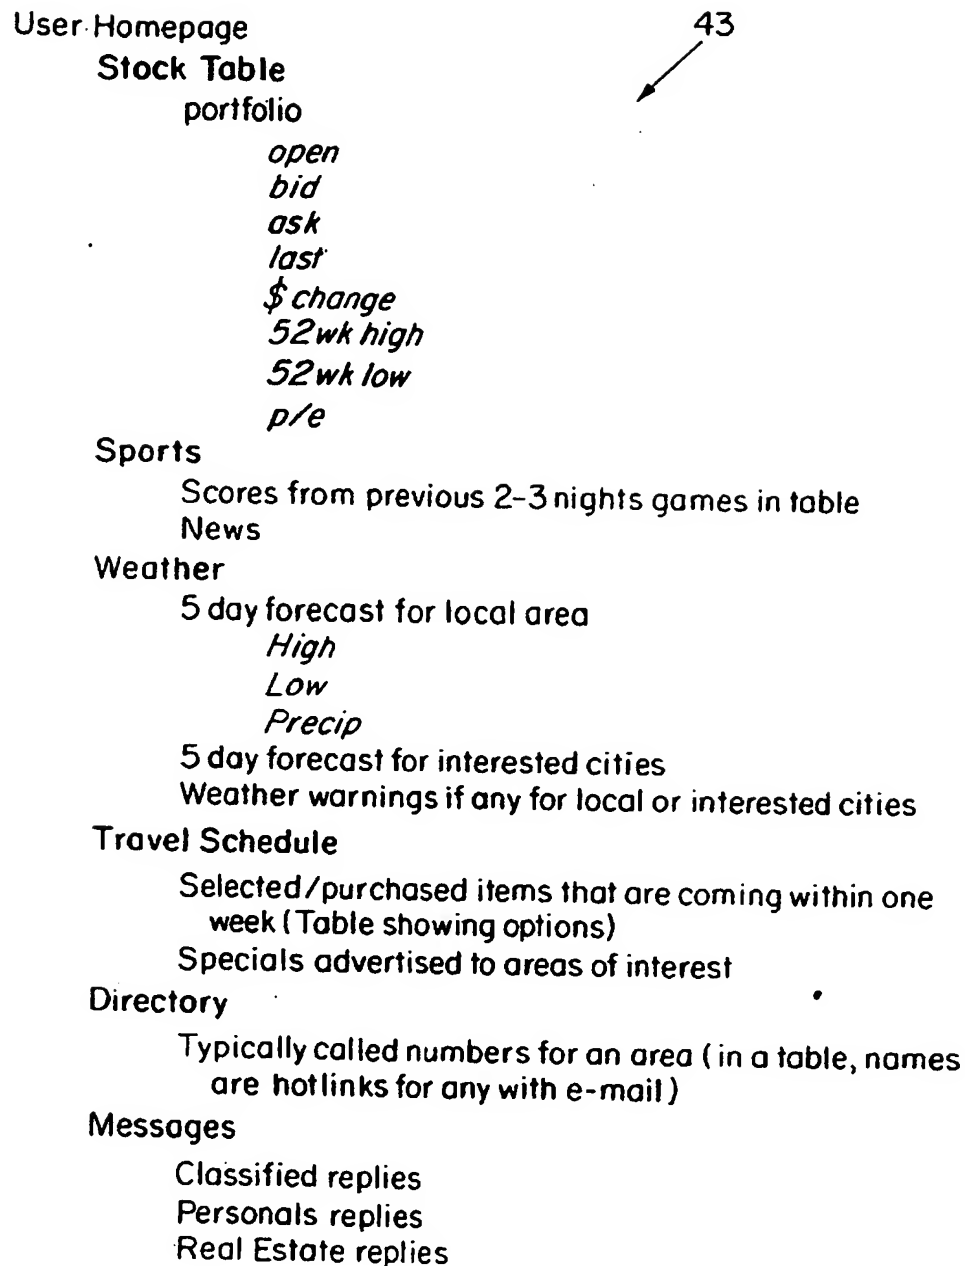 User Homepage
43
Stock Table
portfolio
open
bid
ask
last
$ change
52wk high
52wk low
p/e
Sports
Scores from previous 2-3 nights games in table
News
Weather
5 day forecast for local area
High
Low
Precip
5 day forecast for interested cities
Weather warnings if any for local or interested cities
Travel Schedule
Selected/purchased items that are coming within one
week (Table showing options)
Specials advertised to areas of interest
Directory
Typically called numbers for an area (in a table, names
are hotlinks for any with e-mail)
Messages
Classified replies
Personals replies
Real Estate replies